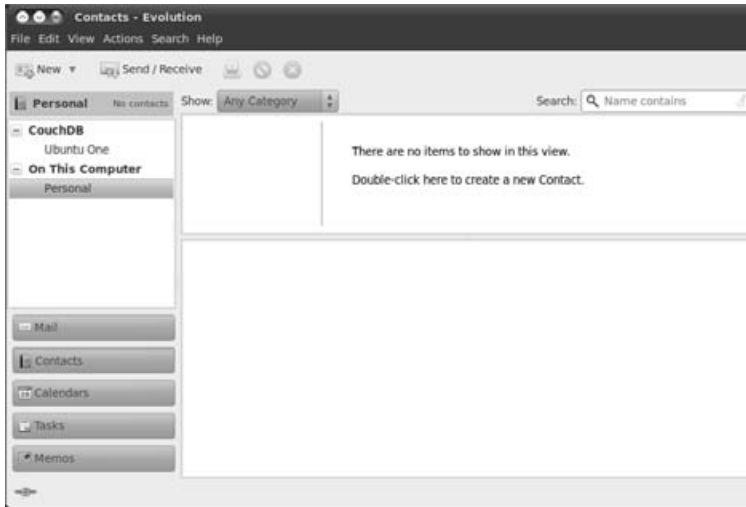 Contacts - Evolution
File Edit View Actions Search Help
New Send / Receive
Personal No contacts Show: Any Category Search: Name contains
CouchDB
Ubuntu One
On This Computer
Personal
There are no items to show in this view.
Double-click here to create a new Contact.
Mail
Contacts
Calendars
Tasks
Memos